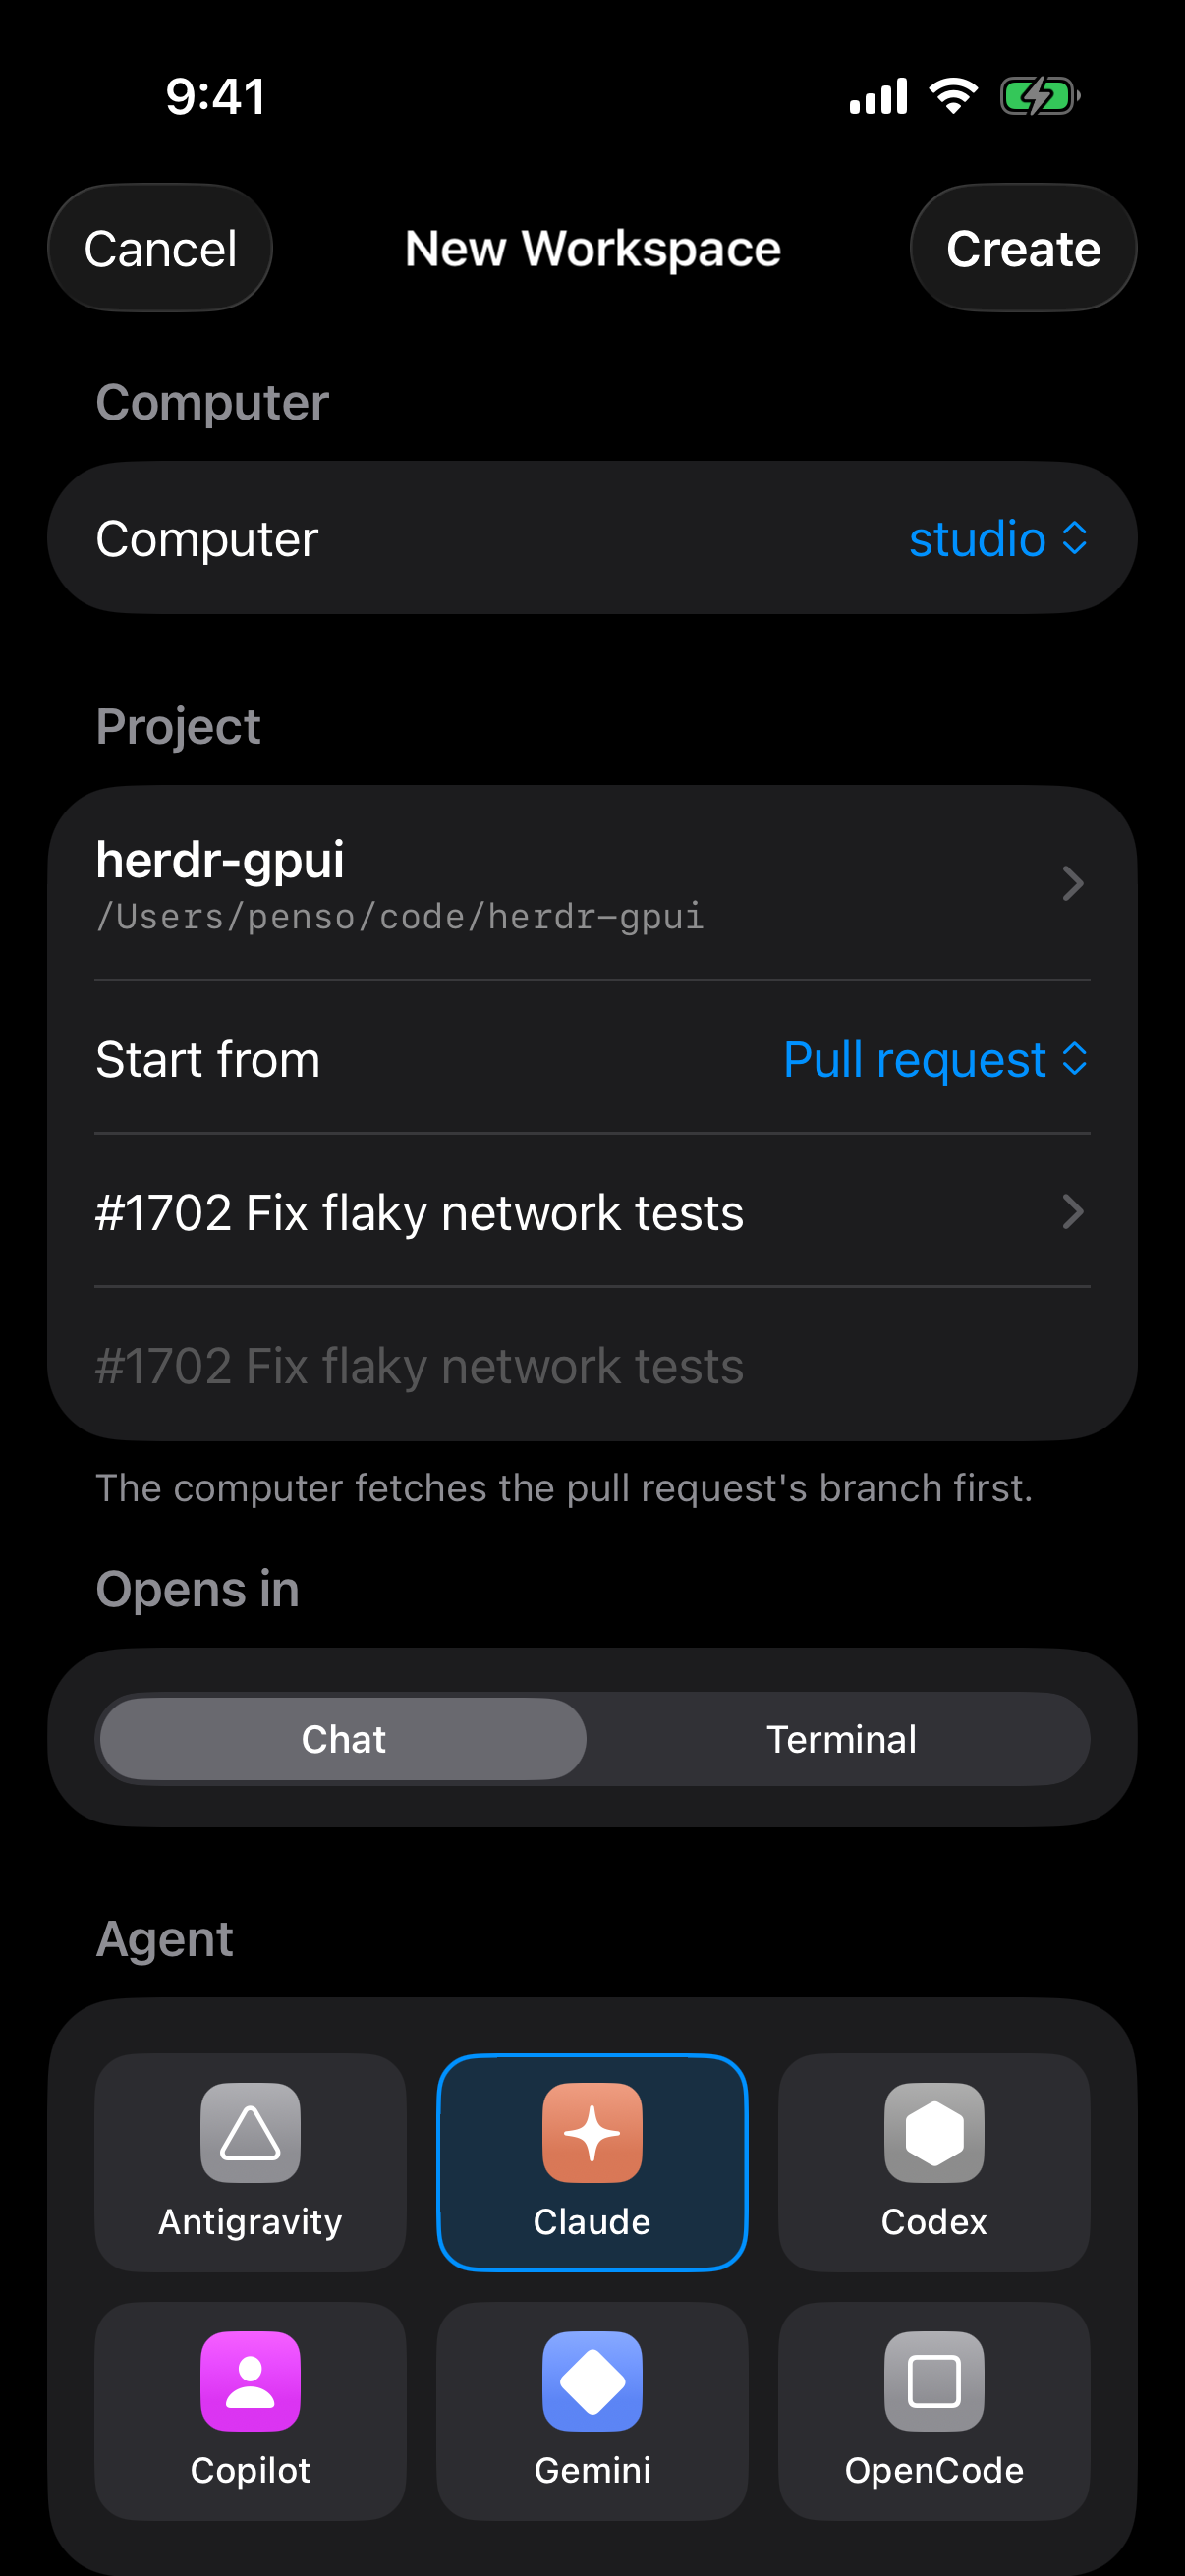 9:41
Cancel
New Workspace
Create
Computer
Computer
studio
Project
herdr-gpui
/Users/penso/code/herdr-gpui
Start from
Pull request
#1702 Fix flaky network tests
#1702 Fix flaky network tests
The computer fetches the pull request's branch first.
Opens in
Chat
Terminal
Agent
Antigravity
Claude
Codex
Copilot
Gemini
OpenCode